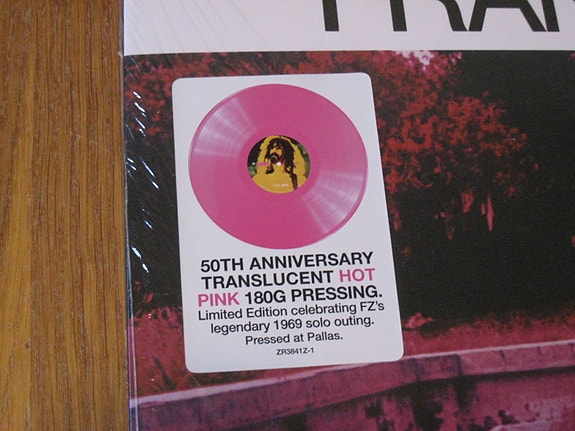 FRAN
50TH ANNIVERSARY
TRANSLUCENT HOT
PINK 180G PRESSING.
Limited Edition celebrating FZ's
legendary 1969 solo outing.
Pressed at Pallas.
ZR3841Z-1